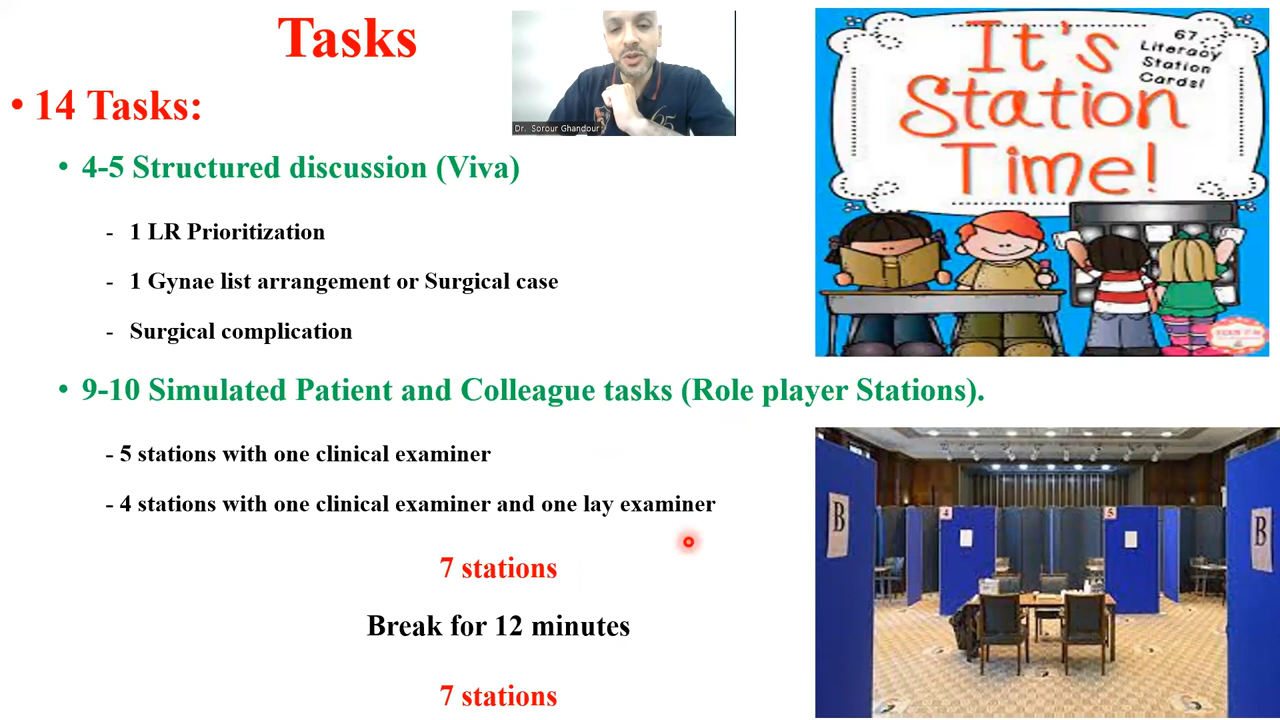 Tasks
• 14 Tasks:
• 4-5 Structured discussion (Viva)
- 1 LR Prioritization
- 1 Gynae list arrangement or Surgical case
- Surgical complication
• 9-10 Simulated Patient and Colleague tasks (Role player Stations).
- 5 stations with one clinical examiner
- 4 stations with one clinical examiner and one lay examiner
7 stations
Break for 12 minutes
7 stations
Dr. Sorour Ghandour
It's
Station
Time!
67
Literacy
Station
Cards!
B
4
5
B